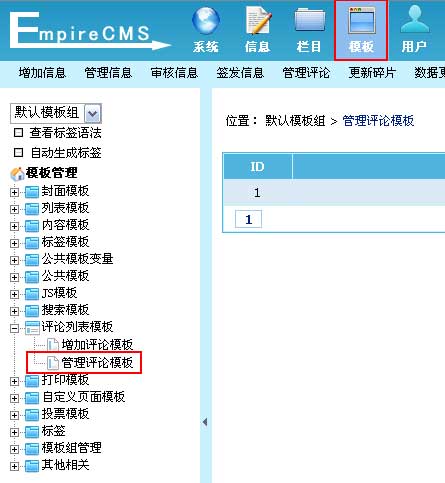 EmpireCMS
系统 信息 栏目 模板 用户
增加信息 管理信息 审核信息 签发信息 管理评论 更新碎片 数据更
默认模板组
查看标签语法
自动生成标签
模板管理
封面模板
列表模板
内容模板
标签模板
公共模板变量
公共模板
JS模板
搜索模板
评论列表模板
增加评论模板
管理评论模板
打印模板
自定义页面模板
投票模板
标签
模板组管理
其他相关
位置： 默认模板组 > 管理评论模板
ID
1
1